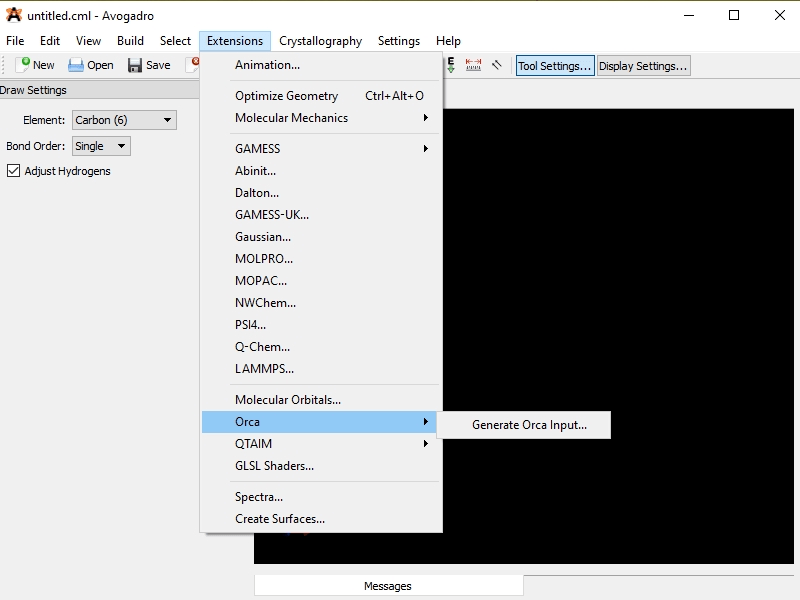 untitled.cml - Avogadro
File Edit View Build Select Extensions Crystallography Settings Help
New Open Save E Tool Settings... Display Settings...
Draw Settings
Element: Carbon (6)
Bond Order: Single
Adjust Hydrogens
Animation...
Optimize Geometry Ctrl+Alt+O
Molecular Mechanics
GAMESS
Abinit...
Dalton...
GAMESS-UK...
Gaussian...
MOLPRO...
MOPAC...
NWChem...
PSI4...
Q-Chem...
LAMMPS...
Molecular Orbitals...
Orca
Generate Orca Input...
QTAIM
GLSL Shaders...
Spectra...
Create Surfaces...
Messages